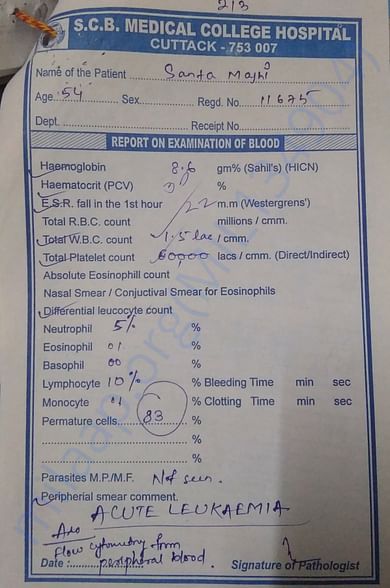 2/3
S.C.B. MEDICAL COLLEGE HOSPITAL
CUTTACK - 753 007
Name of the Patient Santa Majhi
Age. 54 Sex Regd. No. 11675
Dept. Receipt No.
REPORT ON EXAMINATION OF BLOOD
Haemoglobin 8.6 gm% (Sahil's) (HICN)
Haematocrit (PCV) %
E.S.R. fall in the 1st hour 22 m.m (Westergrens')
Total R.B.C. count millions / cmm.
Total W.B.C. count 1.5 lac / cmm.
Total Platelet count 60,000 lacs / cmm. (Direct/Indirect)
Absolute Eosinophill count
Nasal Smear / Conjuctival Smear for Eosinophils
Differential leucocyte count
Neutrophil 5% %
Eosinophil 01 %
Basophil 00 %
Lymphocyte 10% % Bleeding Time min sec
Monocyte 01 % Clotting Time min sec
Permature cells 83 %
%
%
Parasites M.P./M.F. Not seen.
Peripherial smear comment.
ACUTE LEUKAEMIA
Adv
Flow cytometry from
peripheral blood.
Date : Signature of Pathologist